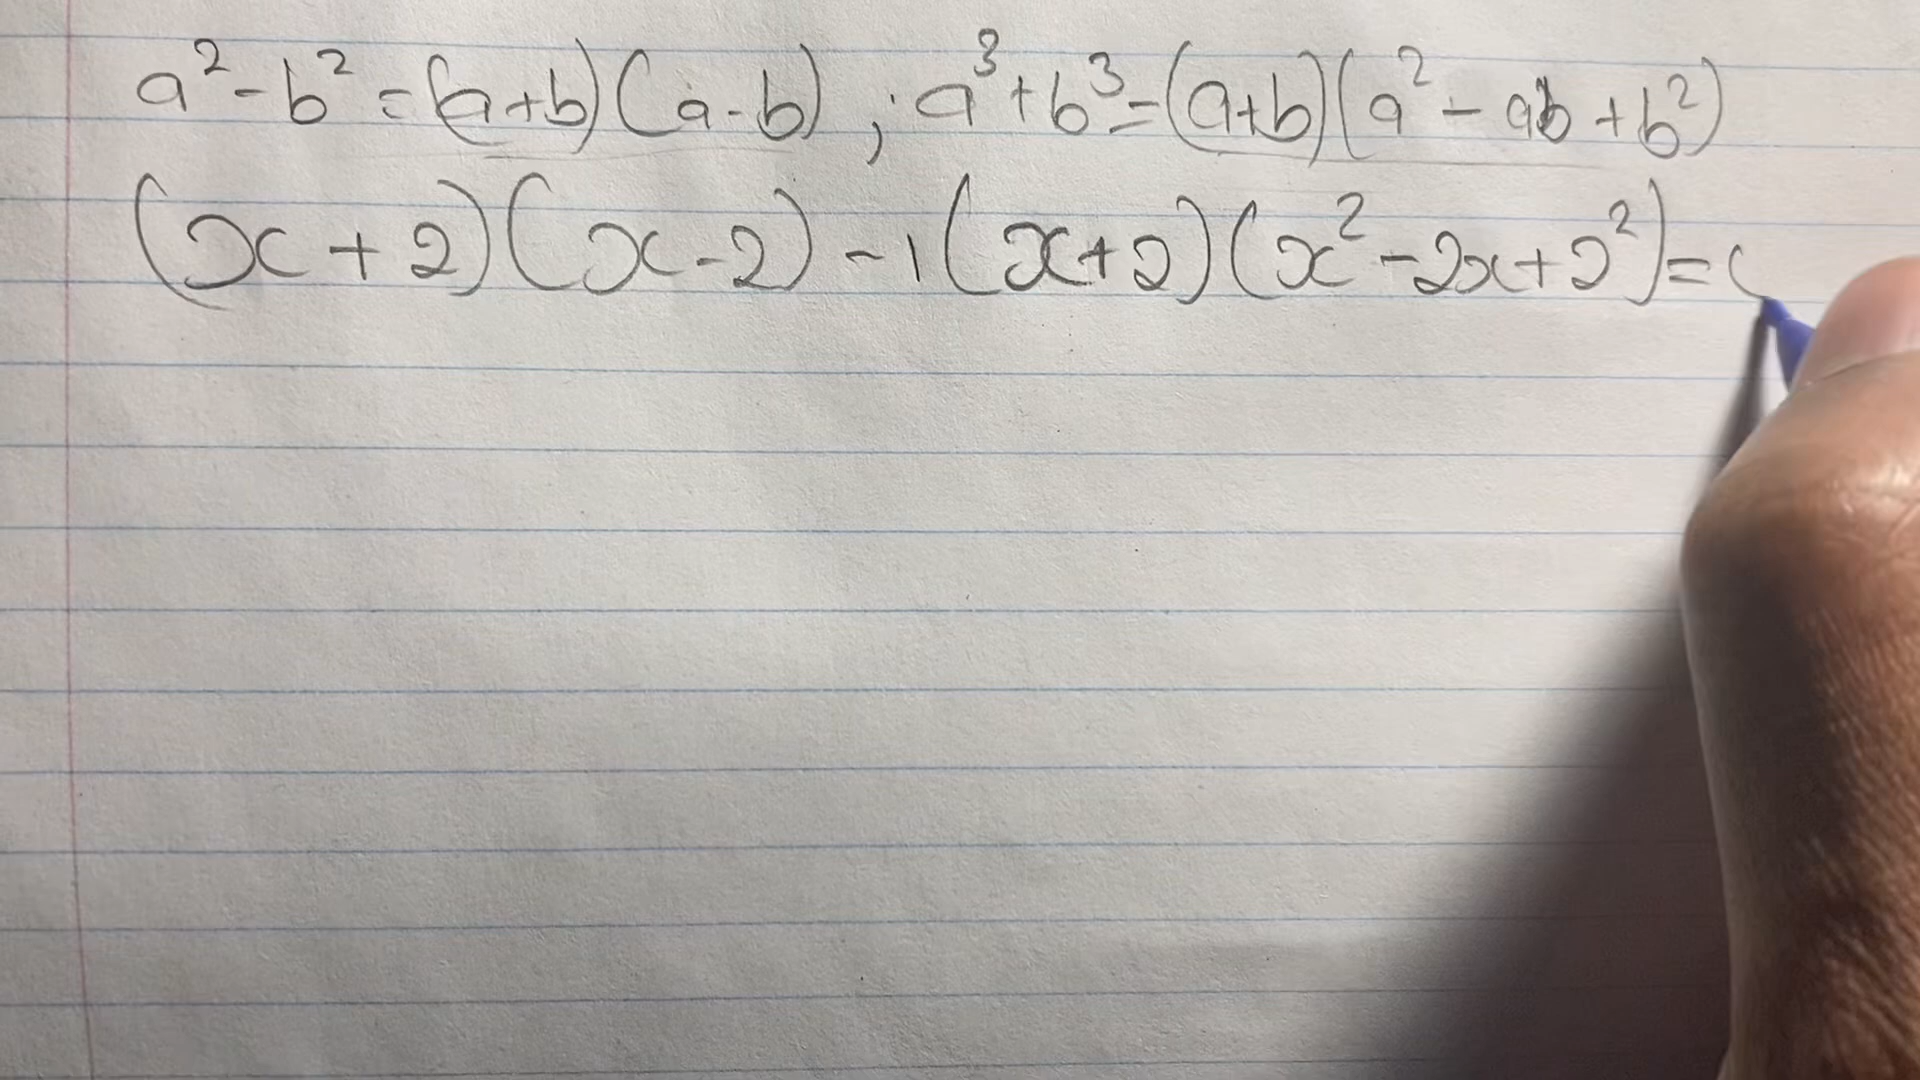 a² - b² = (a+b)(a-b) ; a³ + b³ = (a+b)(a² - ab + b²)
(x + 2)(x - 2) - 1(x+2)(x² - 2x + 2²) =